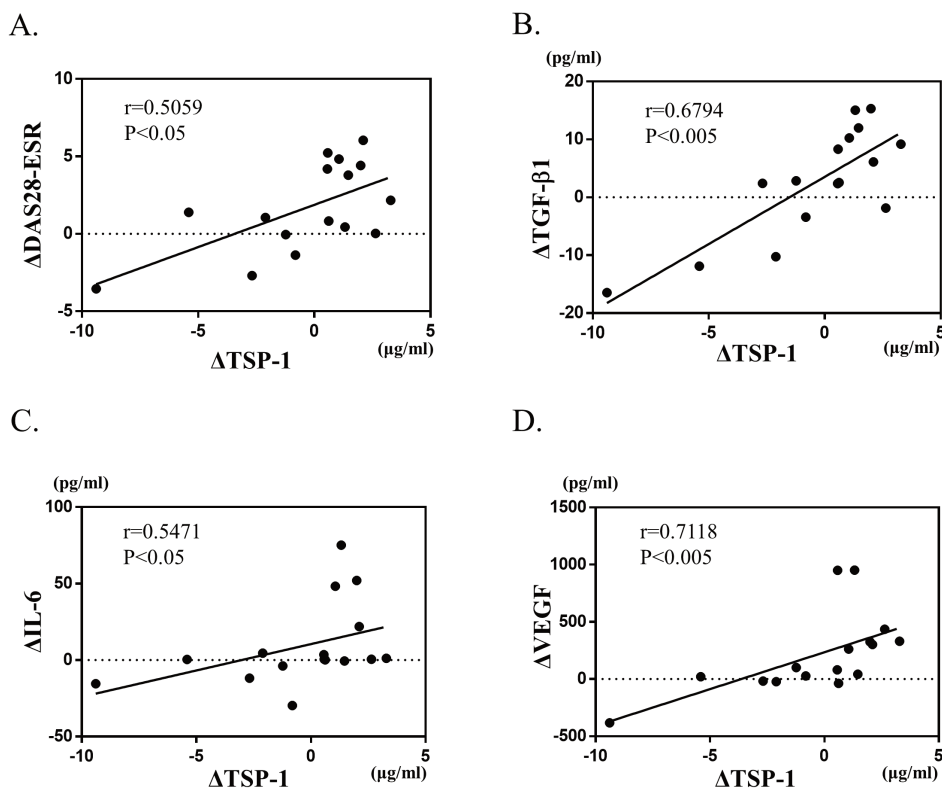 A.
ΔDAS28-ESR
10
5
0
-5
r=0.5059
P<0.05
-10
-5
0
5
ΔTSP-1
(μg/ml)
B.
(pg/ml)
ΔTGF-β1
20
10
0
-10
-20
r=0.6794
P<0.005
-10
-5
0
5
ΔTSP-1
(μg/ml)
C.
(pg/ml)
ΔIL-6
100
50
0
-50
r=0.5471
P<0.05
-10
-5
0
5
ΔTSP-1
(μg/ml)
D.
(pg/ml)
ΔVEGF
1500
1000
500
0
-500
r=0.7118
P<0.005
-10
-5
0
5
ΔTSP-1
(μg/ml)